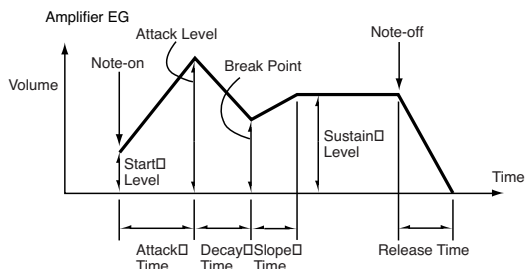 Amplifier EG
Attack Level
Note-off
Note-on
Break Point
Volume
Sustain□
Level
Start□
Level
Time
Attack□
Time
Decay□
Time
Slope□
Time
Release Time